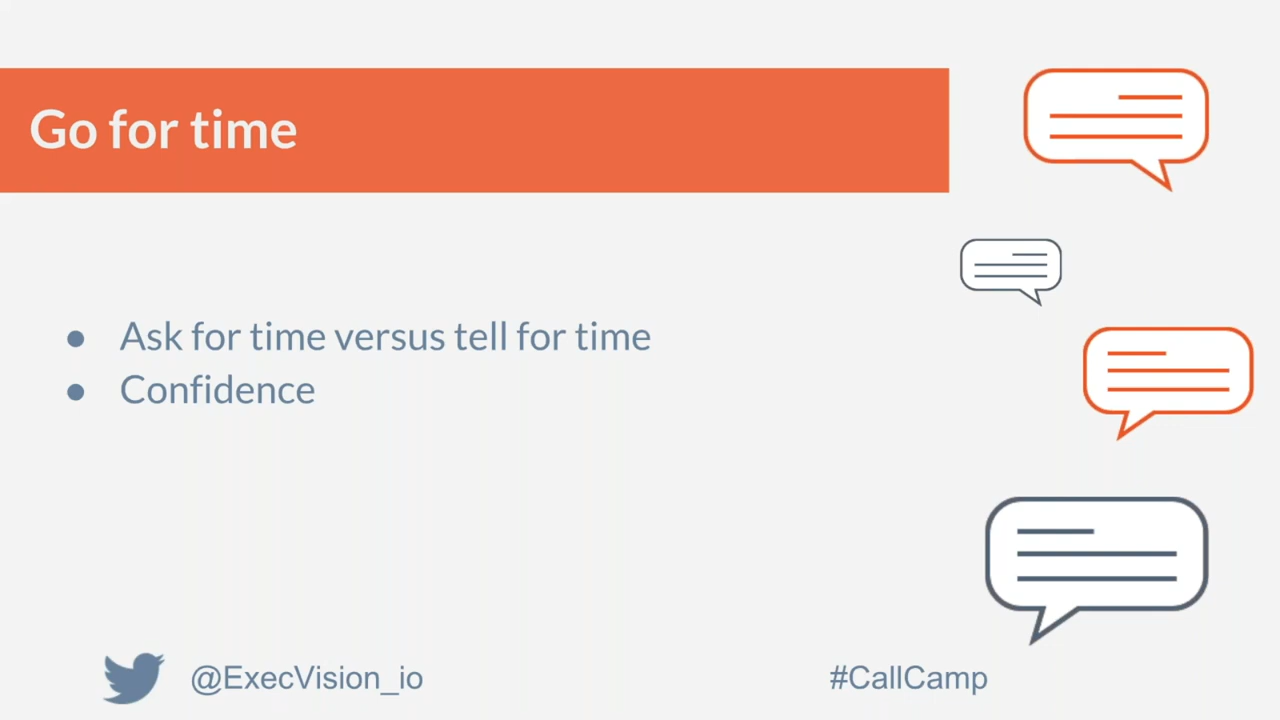 Go for time
● Ask for time versus tell for time
● Confidence
@ExecVision_io
#CallCamp